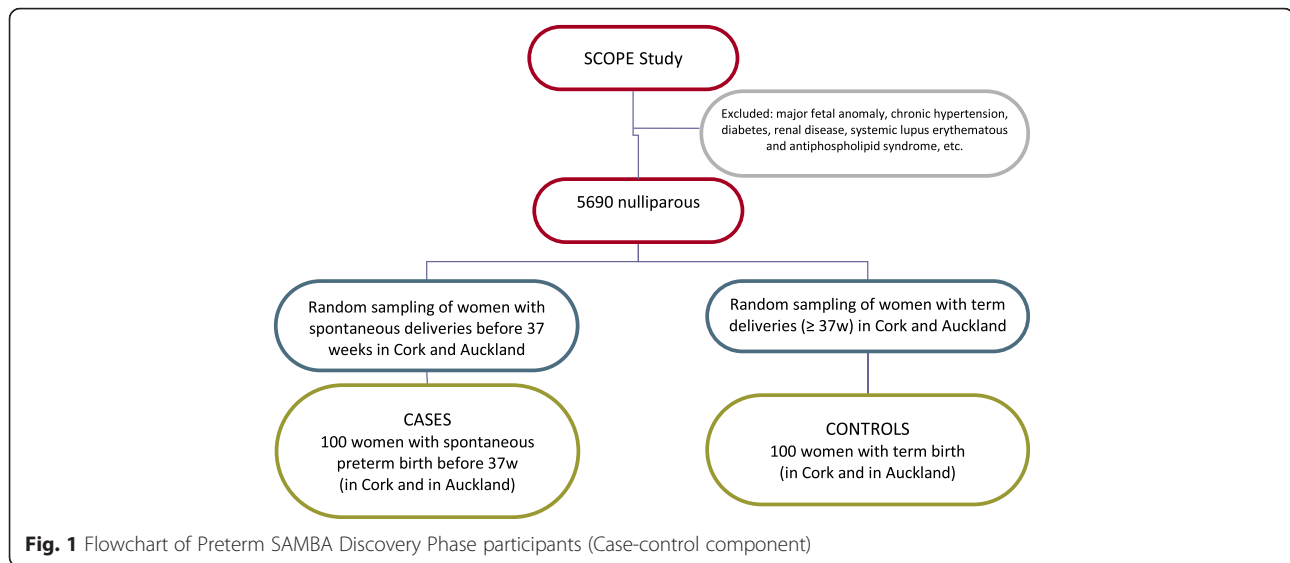 SCOPE Study
Excluded: major fetal anomaly, chronic hypertension,
diabetes, renal disease, systemic lupus erythematous
and antiphospholipid syndrome, etc.
5690 nulliparous
Random sampling of women with
spontaneous deliveries before 37
weeks in Cork and Auckland
Random sampling of women with term
deliveries (≥ 37w) in Cork and Auckland
CASES
100 women with spontaneous
preterm birth before 37w
(in Cork and in Auckland)
CONTROLS
100 women with term birth
(in Cork and in Auckland)
Fig. 1 Flowchart of Preterm SAMBA Discovery Phase participants (Case-control component)